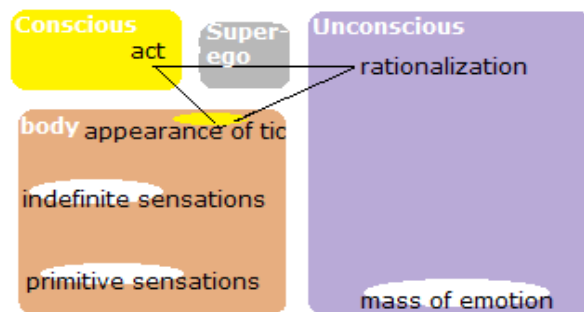 Conscious
act
Super-
ego
Unconscious
rationalization
body
appearance of tic
indefinite sensations
primitive sensations
mass of emotion